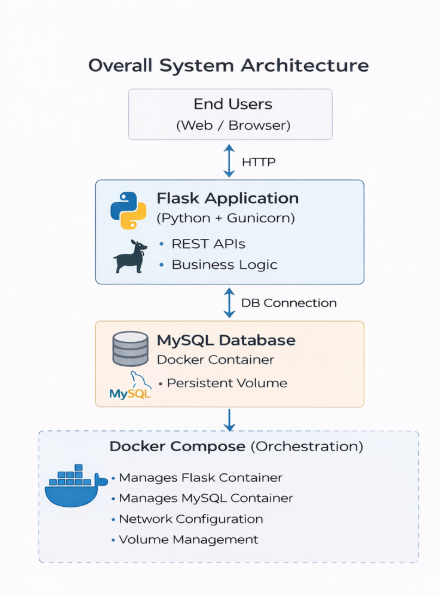 Overall System Architecture
End Users
(Web / Browser)
HTTP
Flask Application
(Python + Gunicorn)
• REST APIs
• Business Logic
DB Connection
MySQL Database
Docker Container
• Persistent Volume
MySQL
Docker Compose (Orchestration)
• Manages Flask Container
• Manages MySQL Container
• Network Configuration
• Volume Management